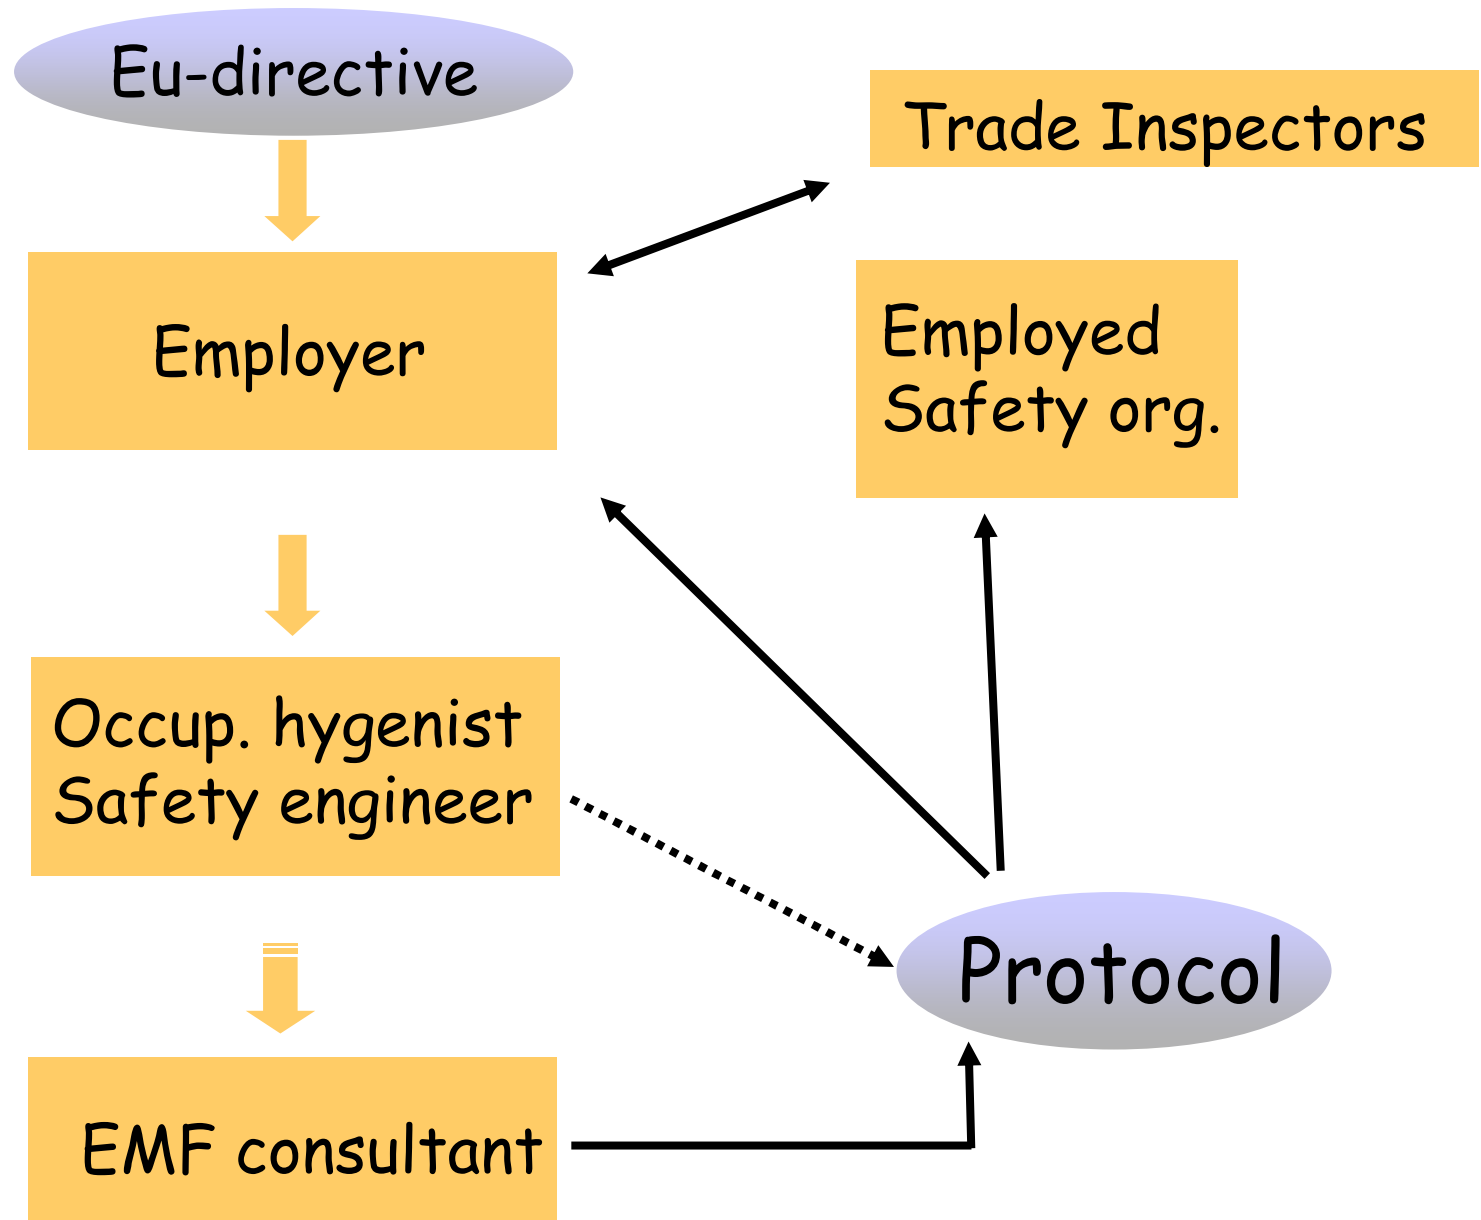 Eu-directive
Trade Inspectors
Employer
Employed
Safety org.
Occup. hygenist
Safety engineer
Protocol
EMF consultant